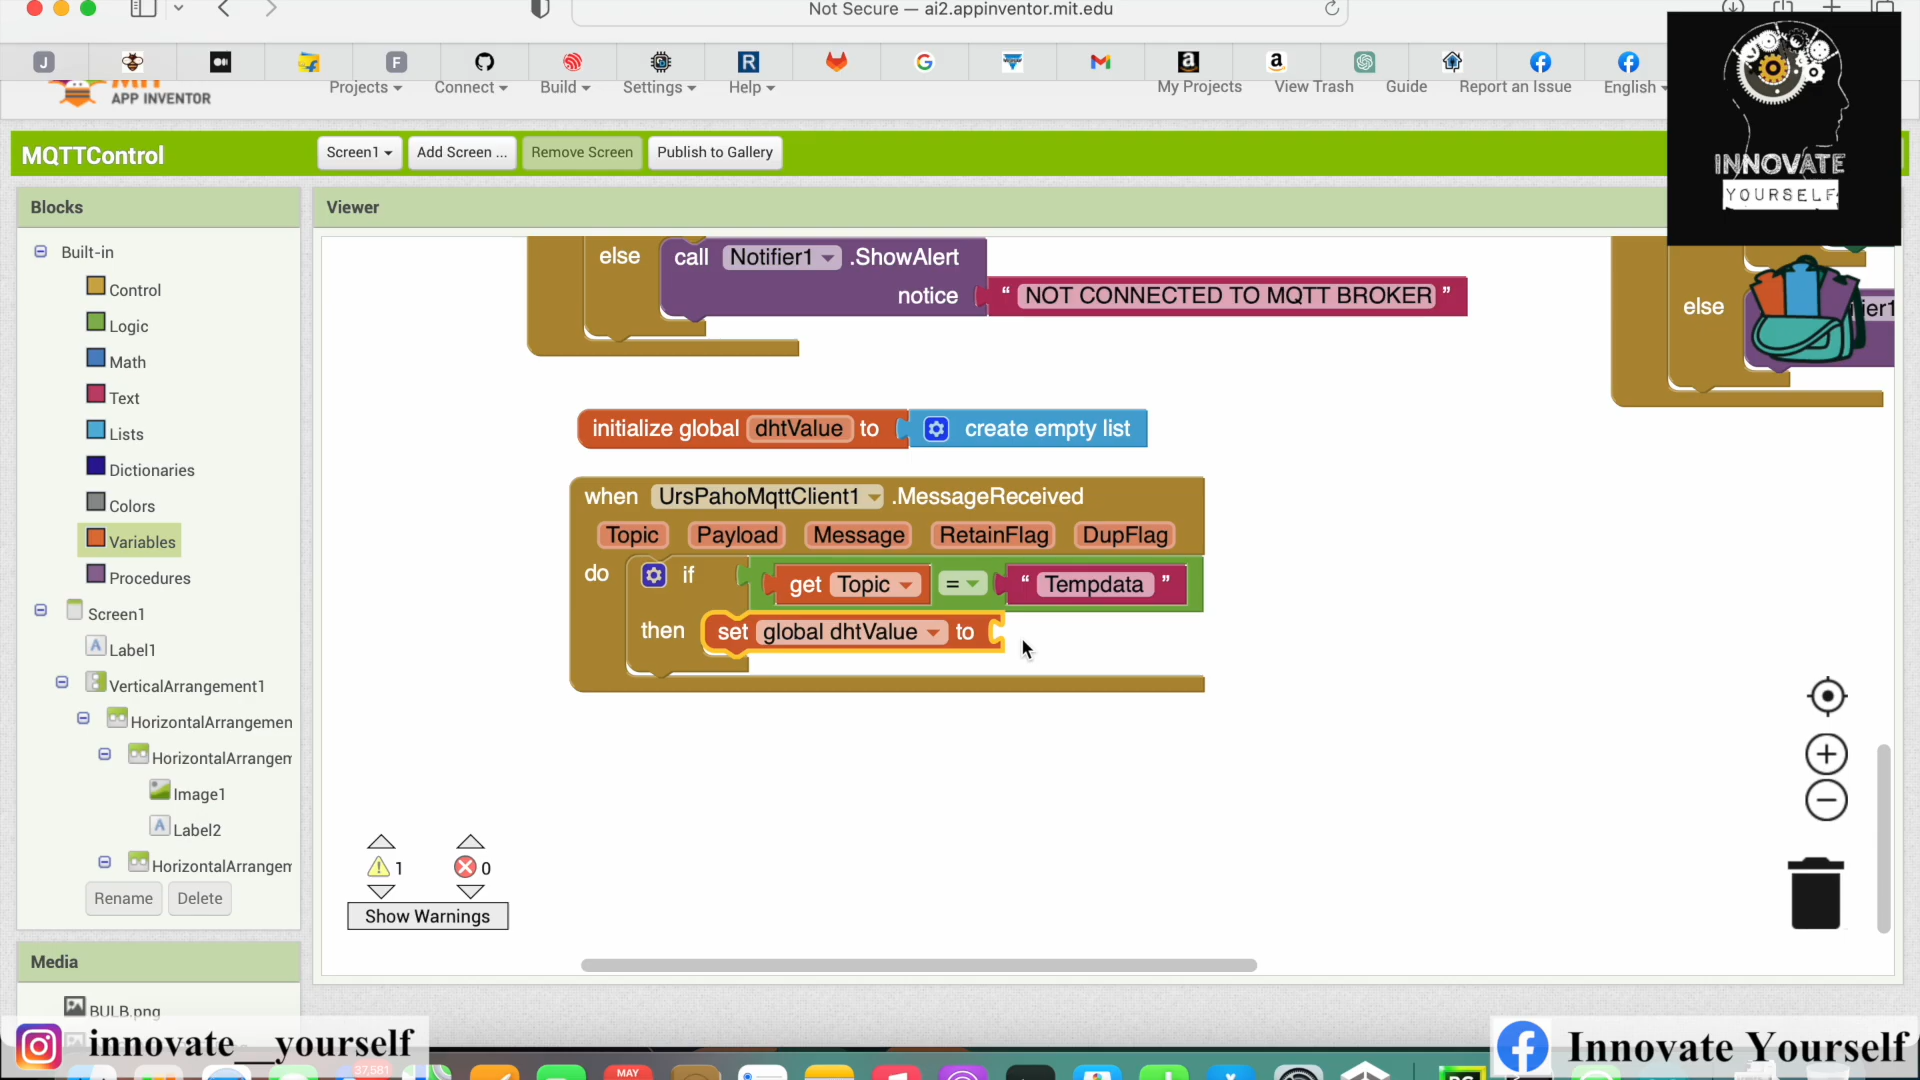 Not Secure — ai2.appinventor.mit.edu
APP INVENTOR
Projects
Connect
Build
Settings
Help
My Projects
View Trash
Guide
Report an Issue
English
INNOVATE
YOURSELF
MQTTControl
Screen1
Add Screen ...
Remove Screen
Publish to Gallery
Blocks
Viewer
Built-in
Control
Logic
Math
Text
Lists
Dictionaries
Colors
Variables
Procedures
Screen1
Label1
VerticalArrangement1
HorizontalArrangemen
HorizontalArrangem
Image1
Label2
HorizontalArrangem
Rename
Delete
Media
BULB.png
else call Notifier1 .ShowAlert
notice “ NOT CONNECTED TO MQTT BROKER ”
else
ier1
initialize global dhtValue to create empty list
when UrsPahoMqttClient1 .MessageReceived
Topic Payload Message RetainFlag DupFlag
do if get Topic = “ Tempdata ”
then set global dhtValue to
1
0
Show Warnings
innovate__yourself
Innovate Yourself
37,581
MAY